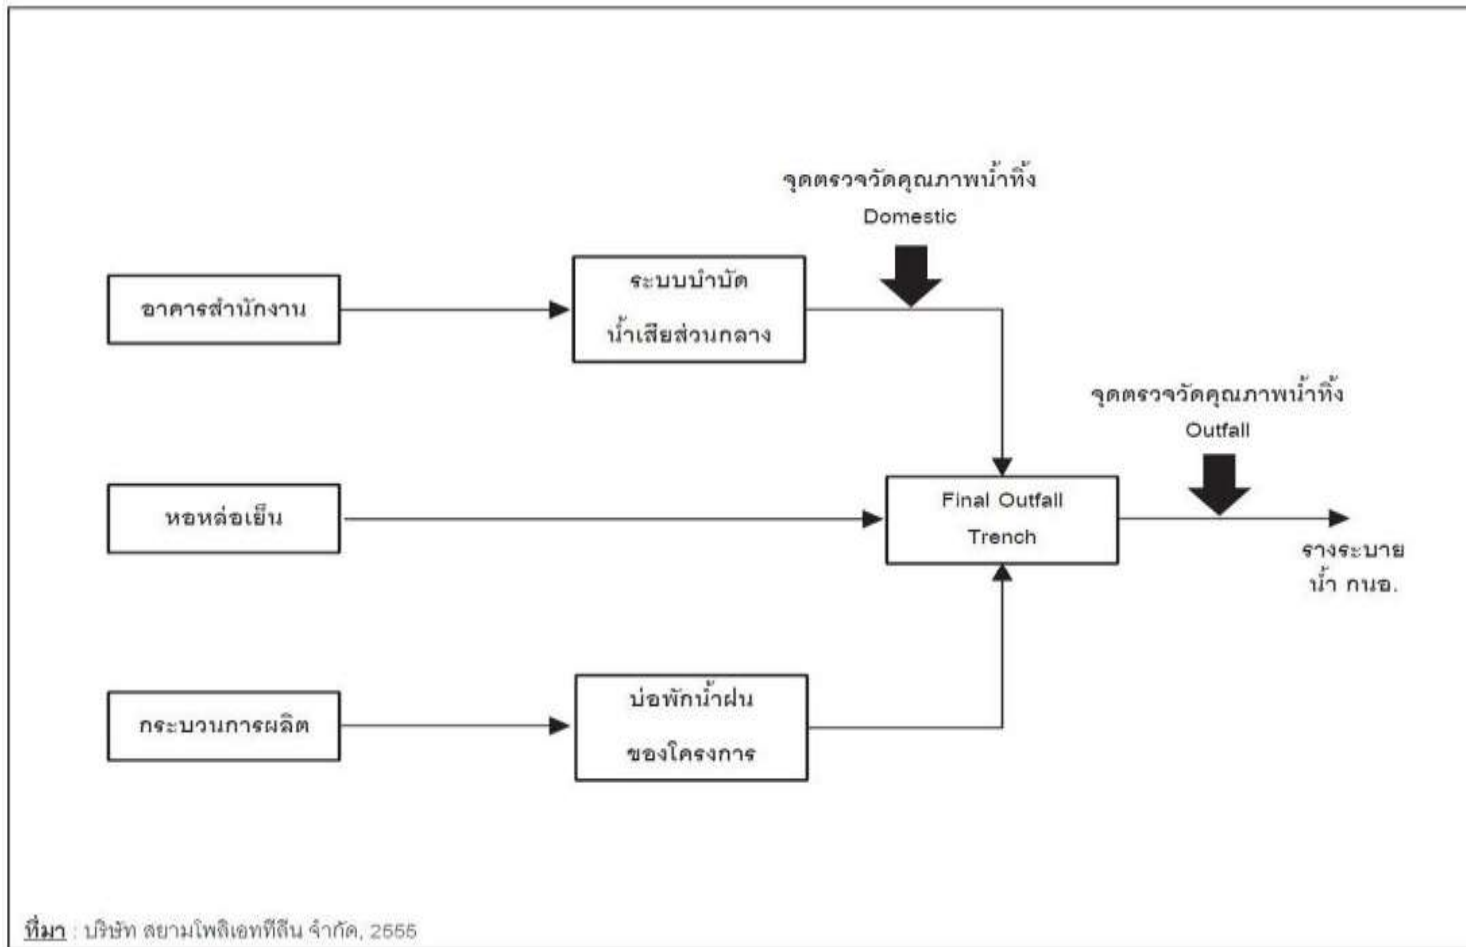 จุดตรวจวัดคุณภาพน้ำทิ้ง
Domestic
อาคารสำนักงาน
ระบบบำบัด
น้ำเสียส่วนกลาง
จุดตรวจวัดคุณภาพน้ำทิ้ง
Outfall
หอหล่อเย็น
Final Outfall
Trench
รางระบาย
น้ำ กนอ.
กระบวนการผลิต
บ่อพักน้ำฝน
ของโครงการ
ที่มา : บริษัท สยามโพลิเอททีลีน จำกัด, 2555